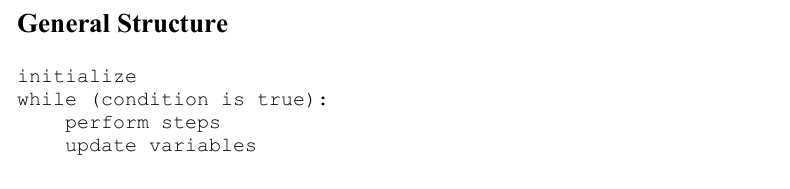 General Structure
initialize
while (condition is true):
    perform steps
    update variables